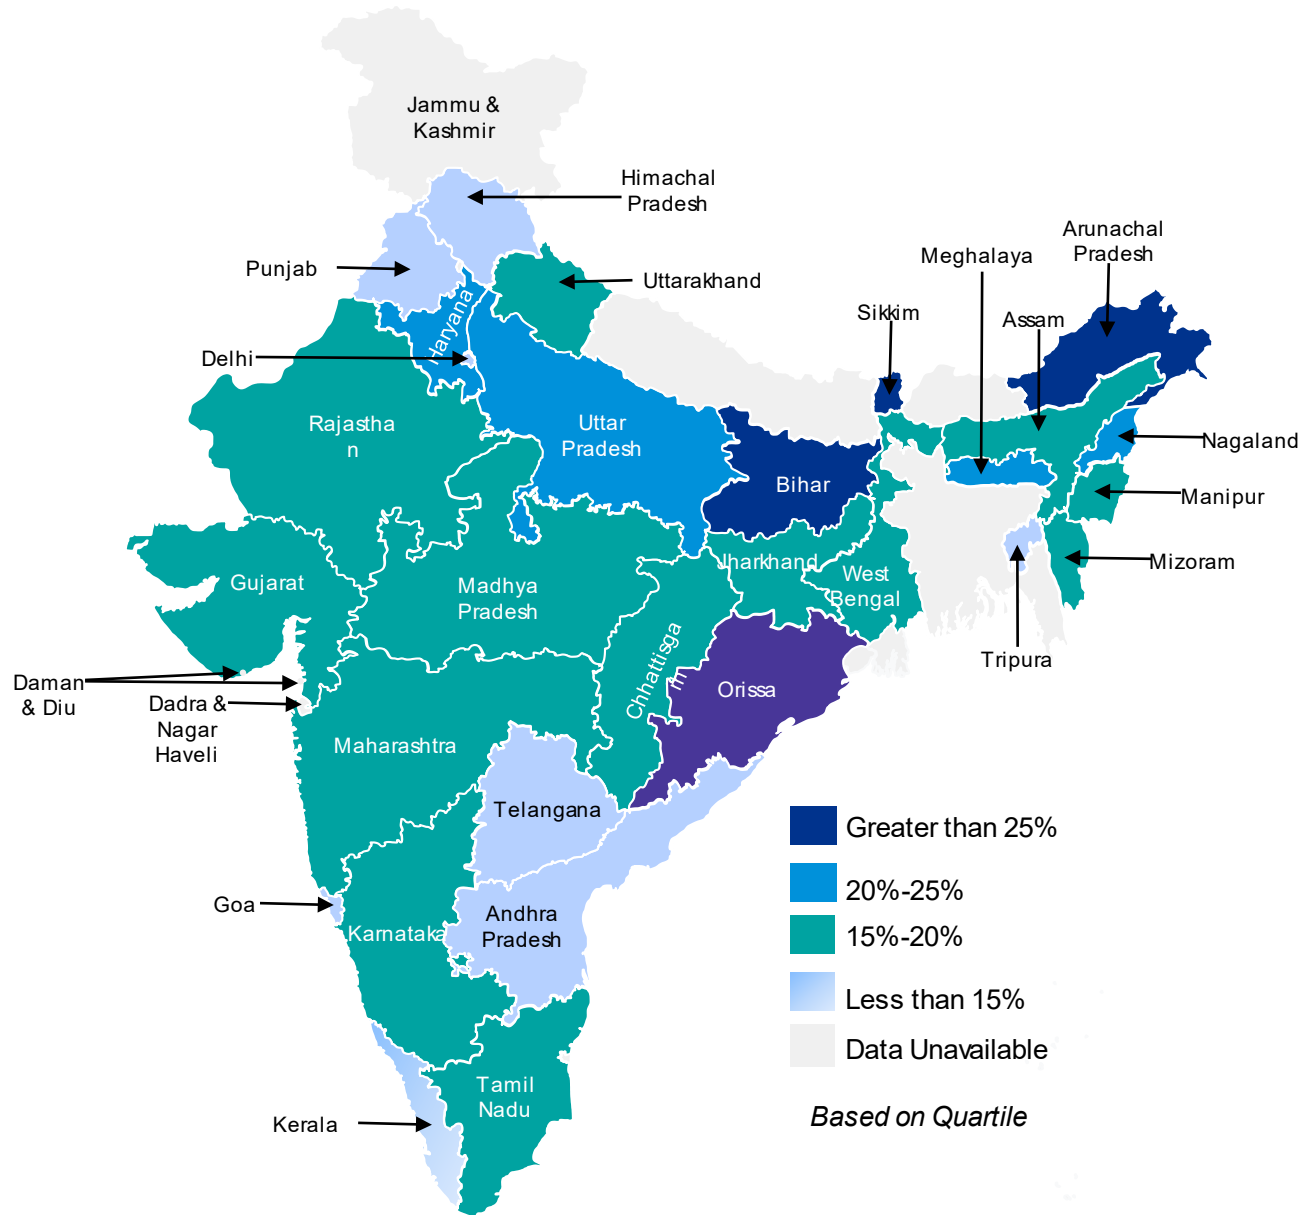 Jammu &
Kashmir
Himachal
Pradesh
Punjab
Uttarakhand
Haryana
Delhi
Arunachal
Pradesh
Meghalaya
Sikkim
Assam
Rajastha
n
Uttar
Pradesh
Bihar
Nagaland
Manipur
Mizoram
Tripura
Gujarat
Madhya
Pradesh
Jharkhand
West
Bengal
Chhattisga
rh
Orissa
Daman
& Diu
Dadra &
Nagar
Haveli
Maharashtra
Telangana
Goa
Karnataka
Andhra
Pradesh
Kerala
Tamil
Nadu
Greater than 25%
20%-25%
15%-20%
Less than 15%
Data Unavailable
Based on Quartile